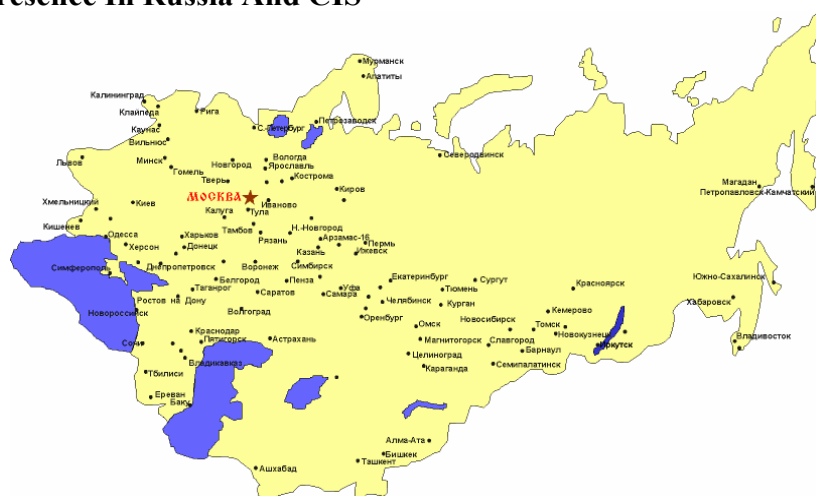 resence In Russia And CIS
Мурманск
Апатиты
Калининград
Клайпеда
Рига
Каунас
С.-Петербург
Петрозаводск
Вильнюс
Северодвинск
Львов
Минск
Новгород
Вологда
Ярославль
Гомель
Тверь
Кострома
Магадан
Петропавловск-Камчатский
МОСКВА
Киров
Хмельницкий
Киев
Иваново
Калуга
Тула
Кишенев
Одесса
Харьков
Тамбов
Рязань
Н.-Новгород
Арзамас-16
Пермь
Херсон
Донецк
Казань
Ижевск
Симферополь
Днепропетровск
Воронеж
Симбирск
Белгород
Пенза
Екатеринбург
Сургут
Южно-Сахалинск
Таганрог
Саратов
Самара
Уфа
Тюмень
Красноярск
Ростов на Дону
Челябинск
Курган
Хабаровск
Новороссийск
Волгоград
Оренбург
Омск
Новосибирск
Кемерово
Томск
Краснодар
Пятигорск
Астрахань
Магнитогорск
Славгород
Новокузнецк
Иркутск
Владивосток
Сочи
Владикавказ
Целиноград
Барнаул
Тбилиси
Караганда
Семипалатинск
Ереван
Баку
Алма-Ата
Бишкек
Ташкент
Ашхабад